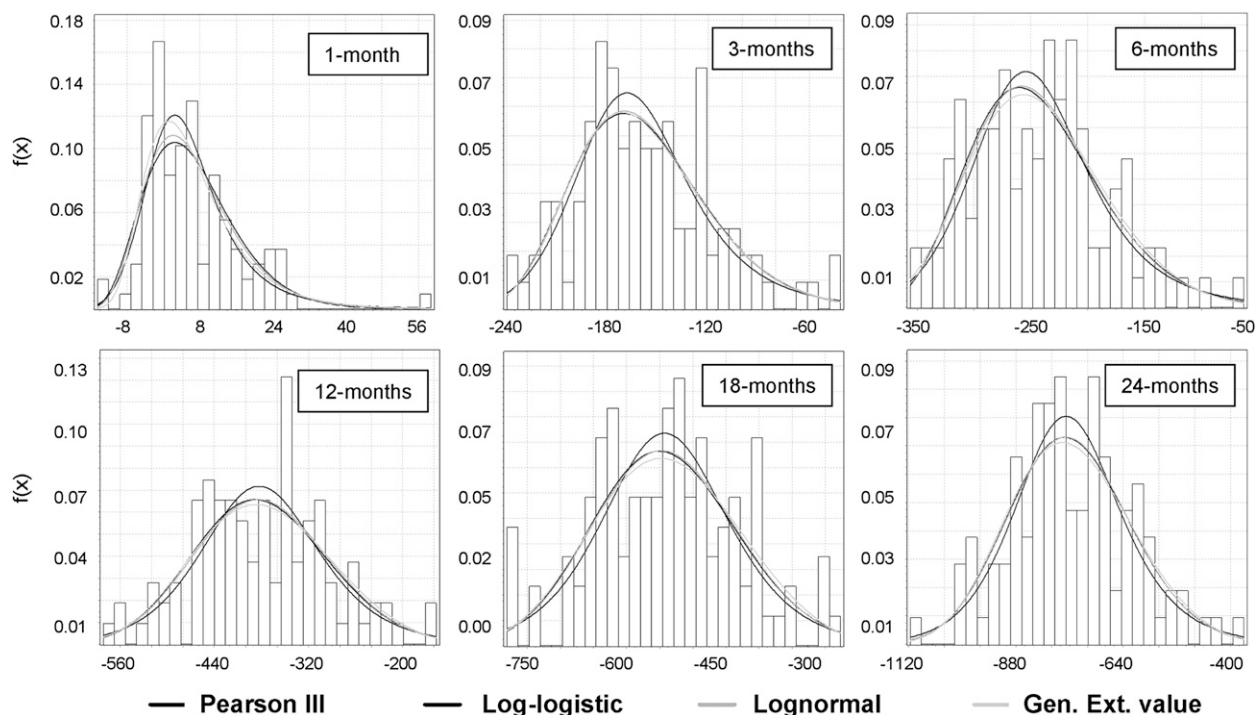 0.18
0.14
0.10
0.06
0.02
f(x)
1-month
-8 8 24 40 56
0.09
0.07
0.05
0.03
0.01
3-months
-240 -180 -120 -60
0.09
0.07
0.05
0.03
0.01
6-months
-350 -250 -150 -50
0.13
0.10
0.07
0.04
0.01
f(x)
12-months
-560 -440 -320 -200
0.09
0.07
0.05
0.02
0.00
18-months
-750 -600 -450 -300
0.09
0.07
0.05
0.03
0.01
24-months
-1120 -880 -640 -400
Pearson III Log-logistic Lognormal Gen. Ext. value